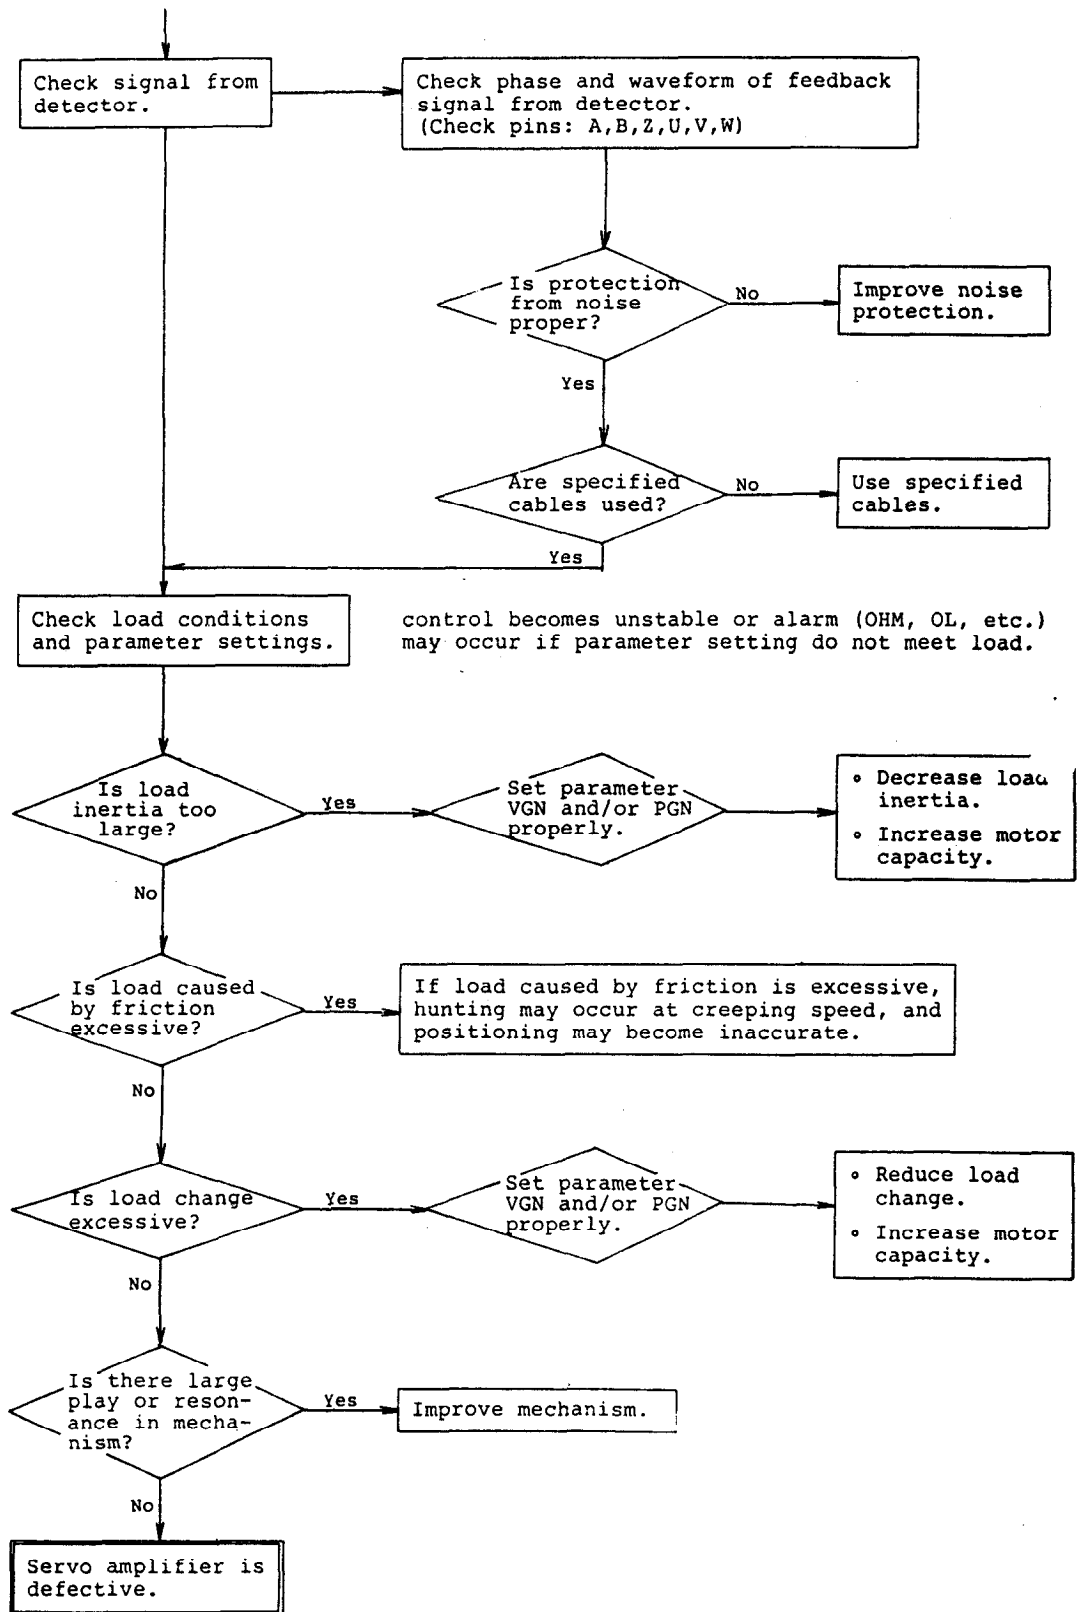 Check signal from
detector.
Check phase and waveform of feedback
signal from detector.
(Check pins: A,B,Z,U,V,W)
Is protection
from noise
proper?
No
Improve noise
protection.
Yes
Are specified
cables used?
No
Use specified
cables.
Yes
Check load conditions
and parameter settings.
control becomes unstable or alarm (OHM, OL, etc.)
may occur if parameter setting do not meet load.
Is load
inertia too
large?
Yes
Set parameter
VGN and/or PGN
properly.
∘ Decrease load
inertia.
∘ Increase motor
capacity.
No
Is load caused
by friction
excessive?
Yes
If load caused by friction is excessive,
hunting may occur at creeping speed, and
positioning may become inaccurate.
No
Is load change
excessive?
Yes
Set parameter
VGN and/or PGN
properly.
∘ Reduce load
change.
∘ Increase motor
capacity.
No
Is there large
play or reson-
ance in mecha-
nism?
Yes
Improve mechanism.
No
Servo amplifier is
defective.